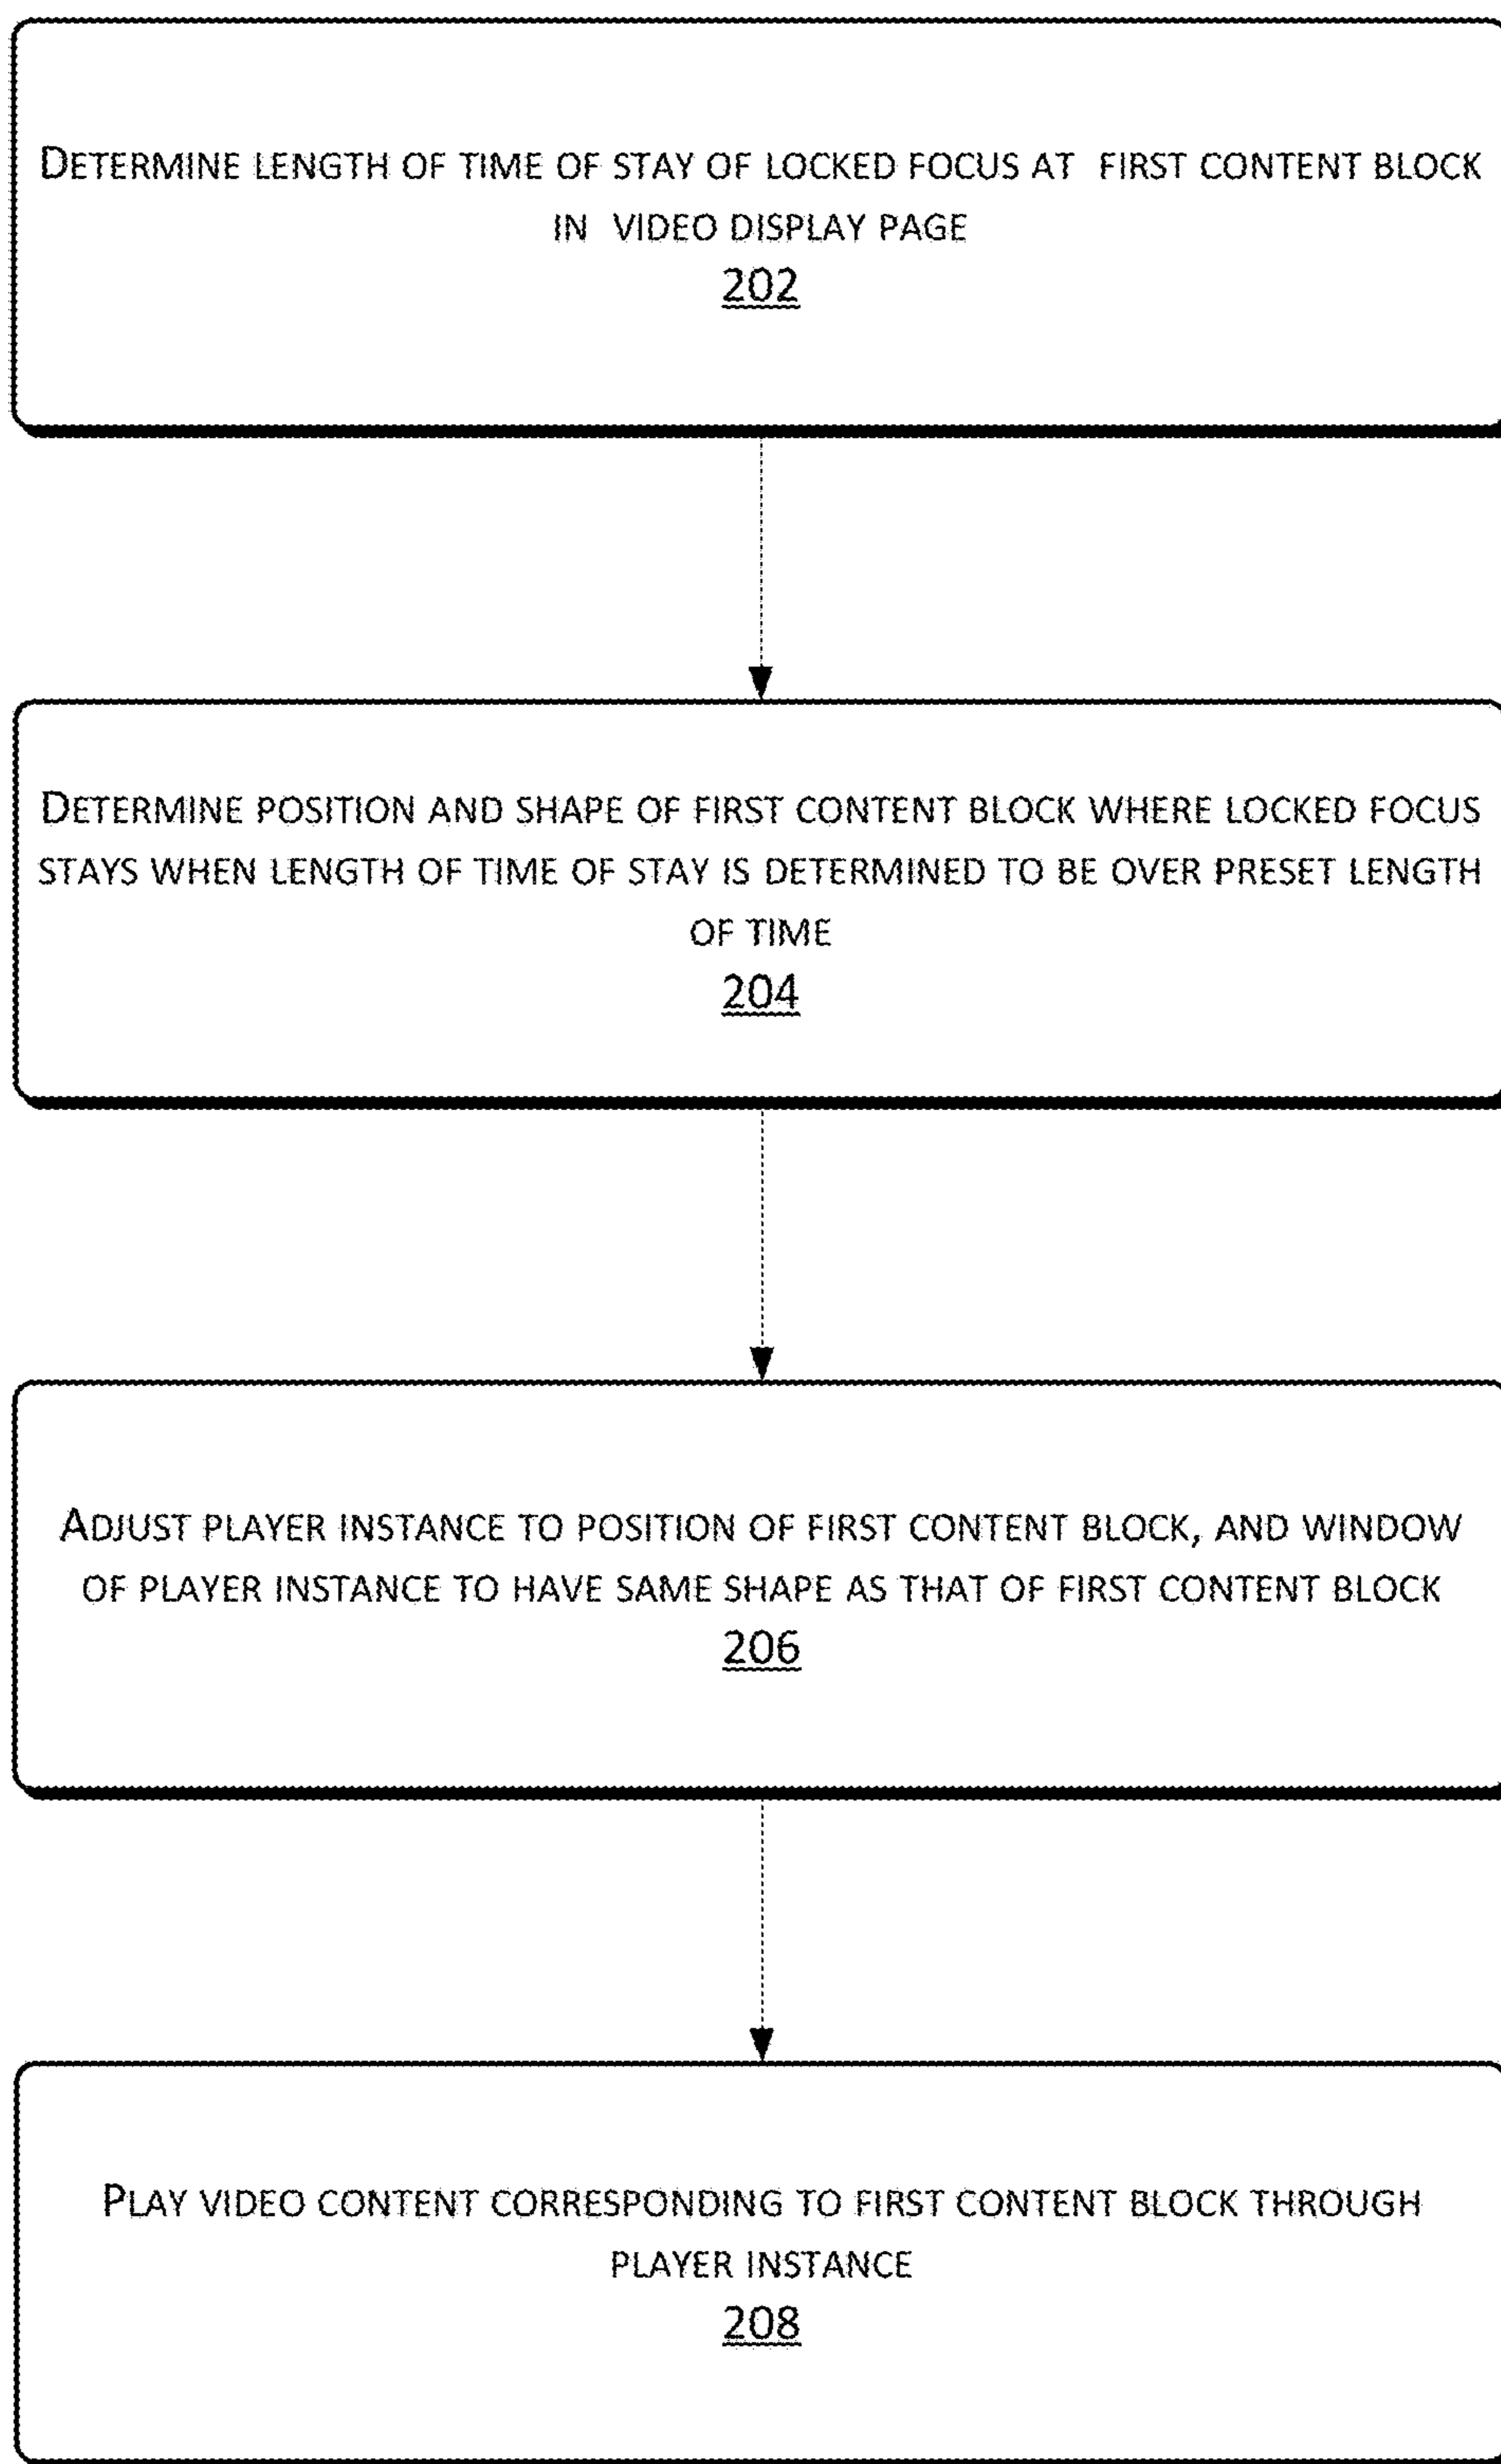 DETERMINE LENGTH OF TIME OF STAY OF LOCKED FOCUS AT FIRST CONTENT BLOCK
IN VIDEO DISPLAY PAGE
202
DETERMINE POSITION AND SHAPE OF FIRST CONTENT BLOCK WHERE LOCKED FOCUS
STAYS WHEN LENGTH OF TIME OF STAY IS DETERMINED TO BE OVER PRESET LENGTH
OF TIME
204
ADJUST PLAYER INSTANCE TO POSITION OF FIRST CONTENT BLOCK, AND WINDOW
OF PLAYER INSTANCE TO HAVE SAME SHAPE AS THAT OF FIRST CONTENT BLOCK
206
PLAY VIDEO CONTENT CORRESPONDING TO FIRST CONTENT BLOCK THROUGH
PLAYER INSTANCE
208